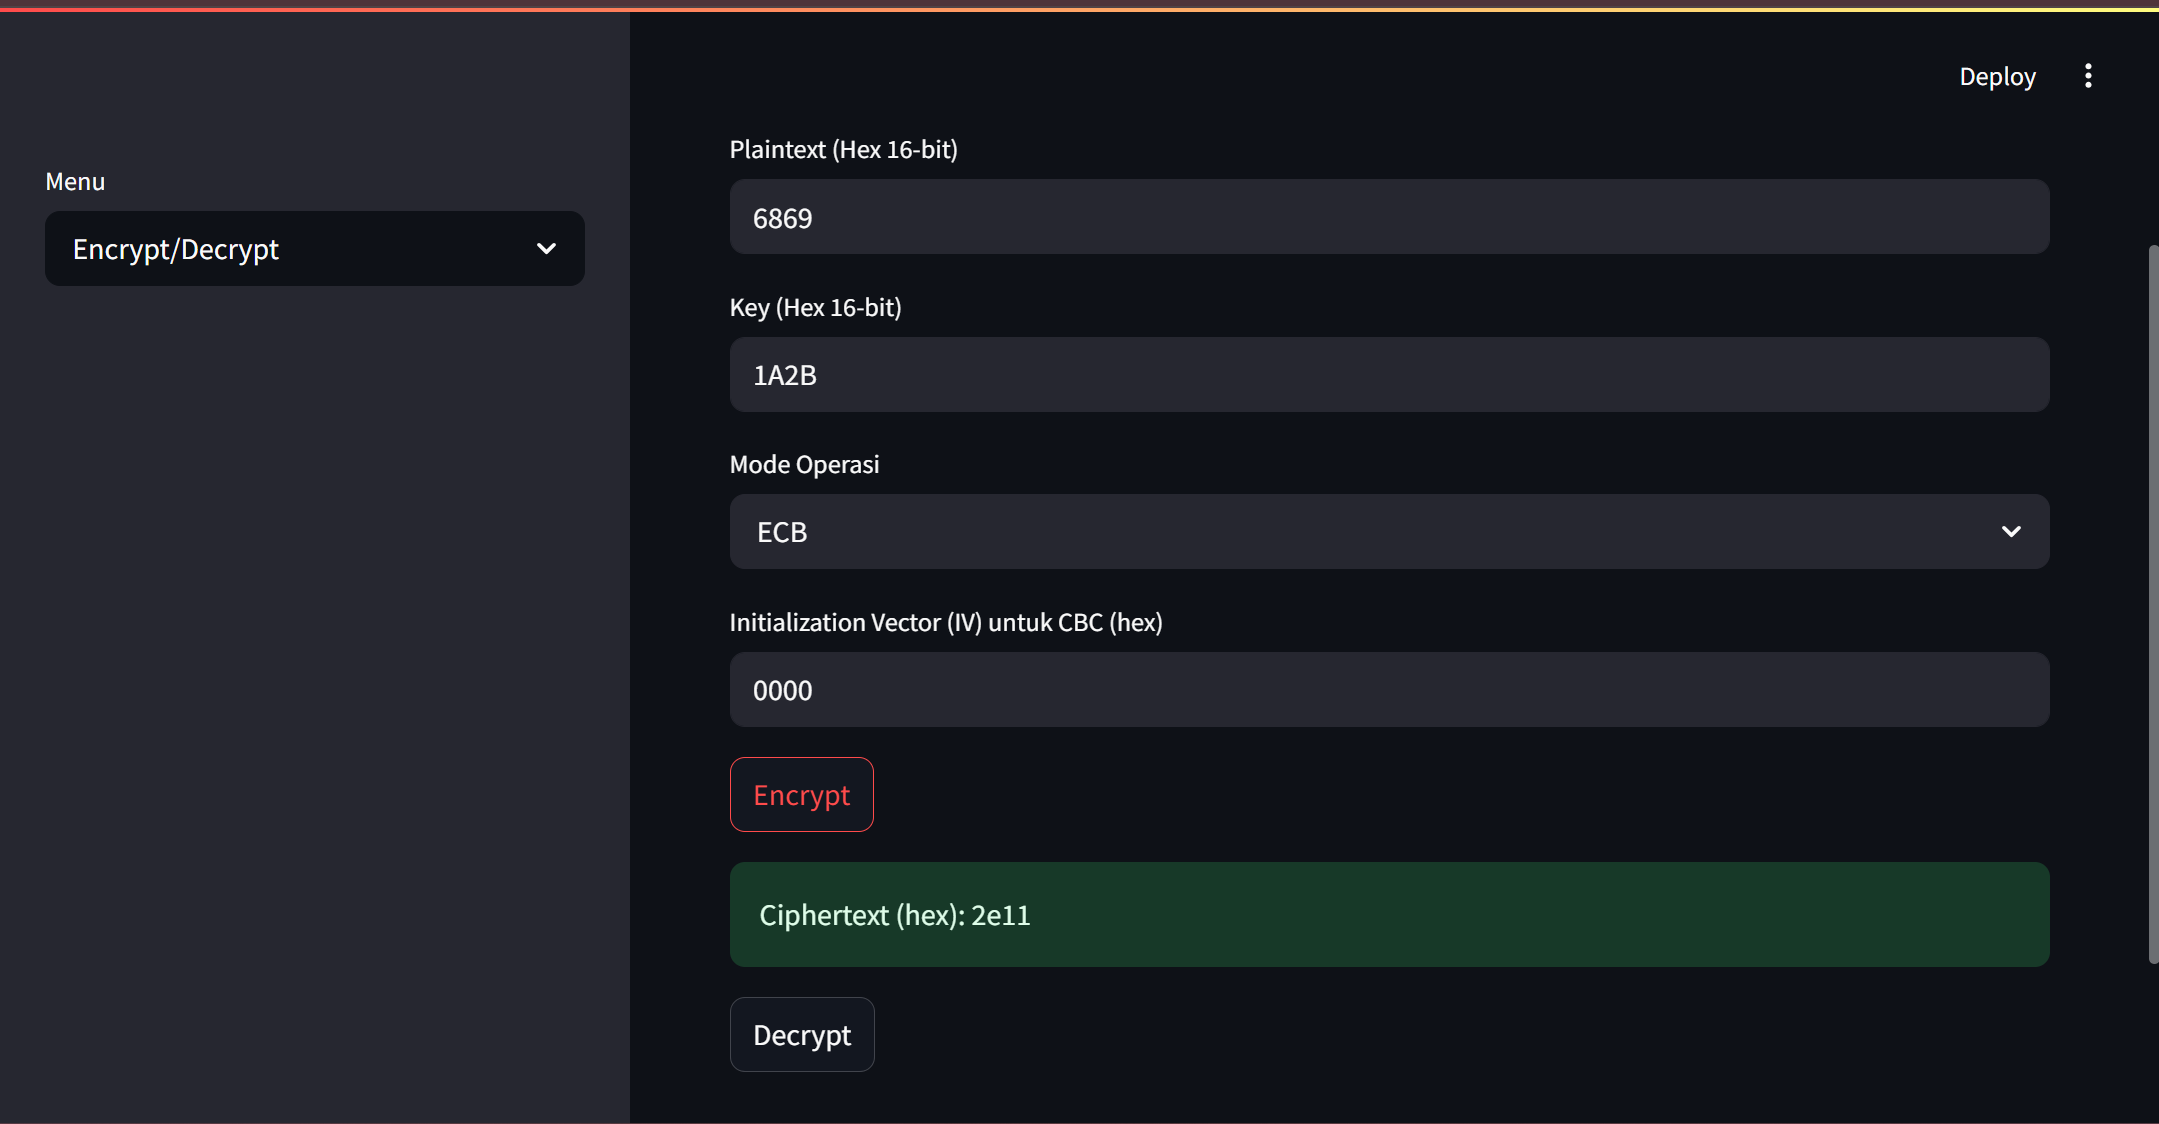 Deploy
Menu
Encrypt/Decrypt
Plaintext (Hex 16-bit)
6869
Key (Hex 16-bit)
1A2B
Mode Operasi
ECB
Initialization Vector (IV) untuk CBC (hex)
0000
Encrypt
Ciphertext (hex): 2e11
Decrypt